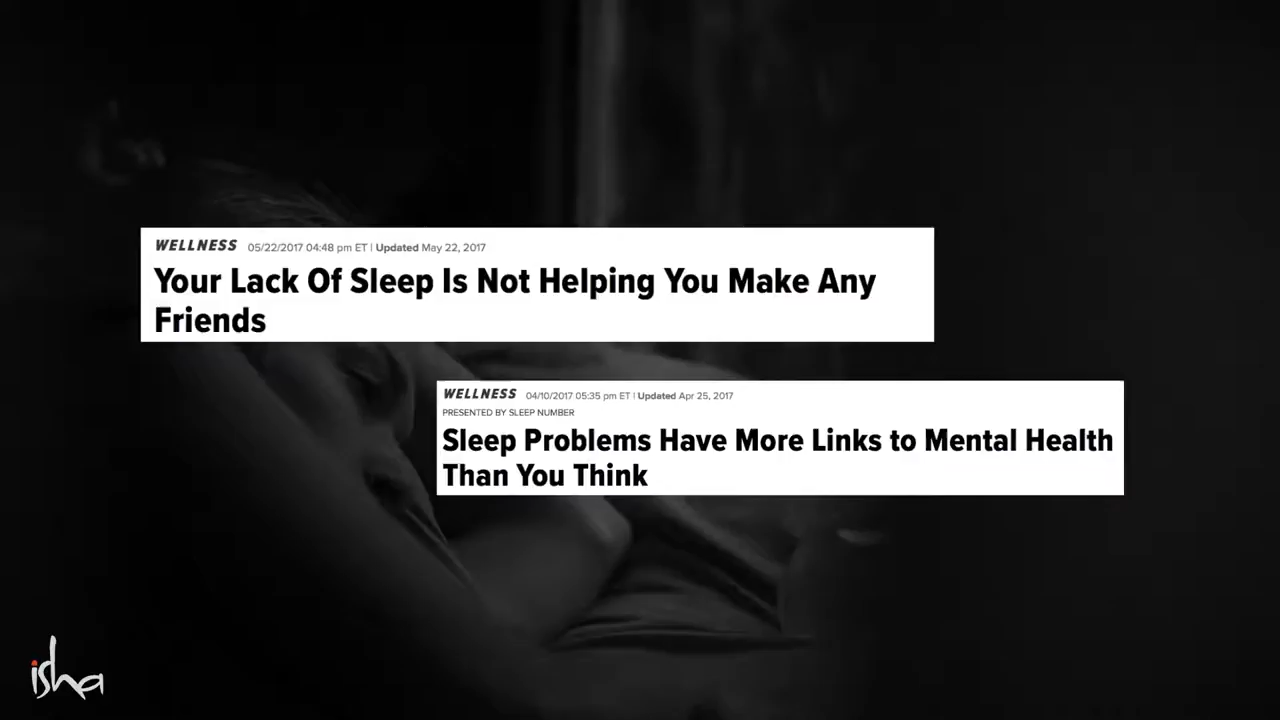 WELLNESS 05/22/2017 04:48 pm ET | Updated May 22, 2017
Your Lack Of Sleep Is Not Helping You Make Any
Friends
WELLNESS 04/10/2017 05:35 pm ET | Updated Apr 25, 2017
PRESENTED BY SLEEP NUMBER
Sleep Problems Have More Links to Mental Health
Than You Think
isha